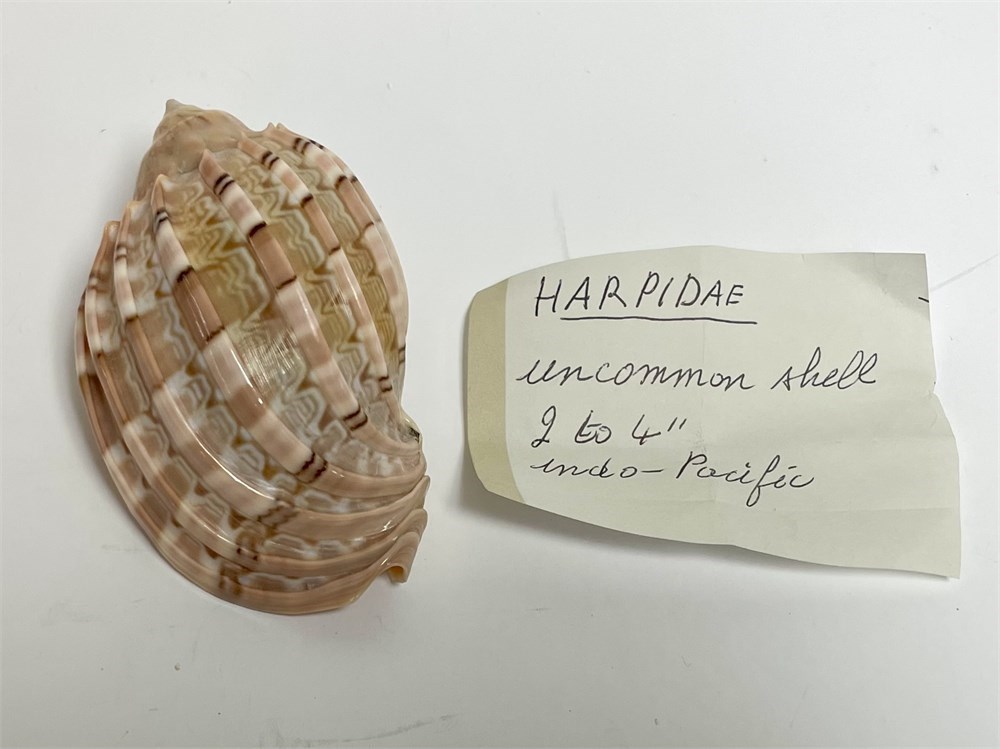 HARPIDAE
uncommon shell
2 to 4"
indo-Pacific